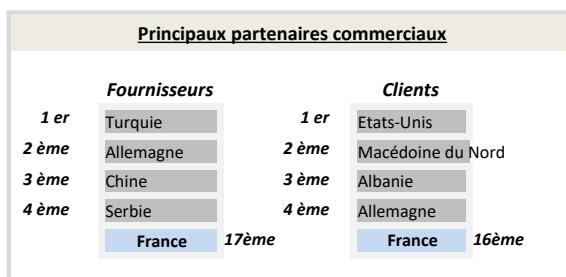 Principaux partenaires commerciaux
Fournisseurs Clients
1 er Turquie 1 er Etats-Unis
2 ème Allemagne 2 ème Macédoine du Nord
3 ème Chine 3 ème Albanie
4 ème Serbie 4 ème Allemagne
France 17ème France 16ème